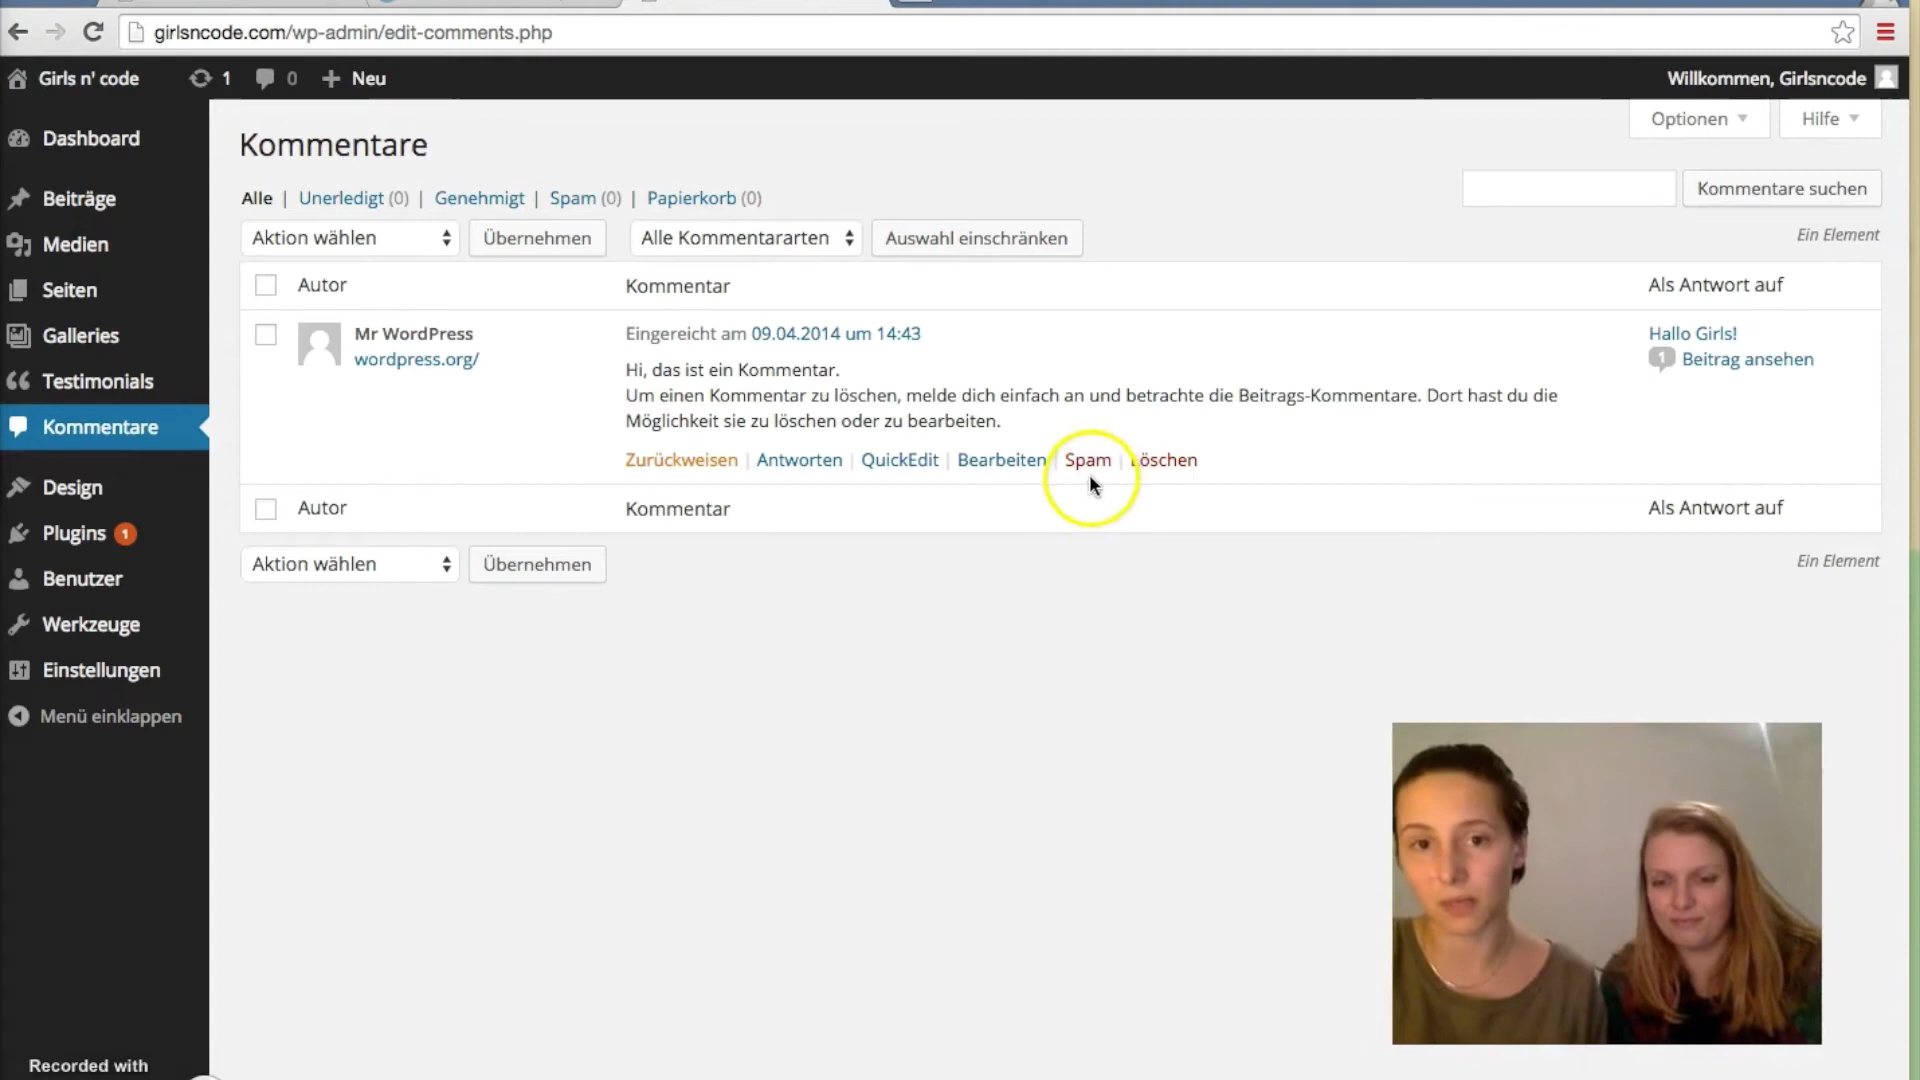 girlsncode.com/wp-admin/edit-comments.php
Girls n' code 1 0 Neu Willkommen, Girlsncode
Optionen Hilfe
Dashboard
Beiträge
Medien
Seiten
Galleries
Testimonials
Kommentare
Design
Plugins 1
Benutzer
Werkzeuge
Einstellungen
Menü einklappen
Kommentare
Alle | Unerledigt (0) | Genehmigt | Spam (0) | Papierkorb (0)
Kommentare suchen
Aktion wählen Übernehmen Alle Kommentararten Auswahl einschränken Ein Element
Autor Kommentar Als Antwort auf
Mr WordPress
wordpress.org/
Eingereicht am 09.04.2014 um 14:43
Hi, das ist ein Kommentar.
Um einen Kommentar zu löschen, melde dich einfach an und betrachte die Beitrags-Kommentare. Dort hast du die
Möglichkeit sie zu löschen oder zu bearbeiten.
Zurückweisen | Antworten | QuickEdit | Bearbeiten | Spam | Löschen
Hallo Girls!
1 Beitrag ansehen
Autor Kommentar Als Antwort auf
Aktion wählen Übernehmen Ein Element
Recorded with